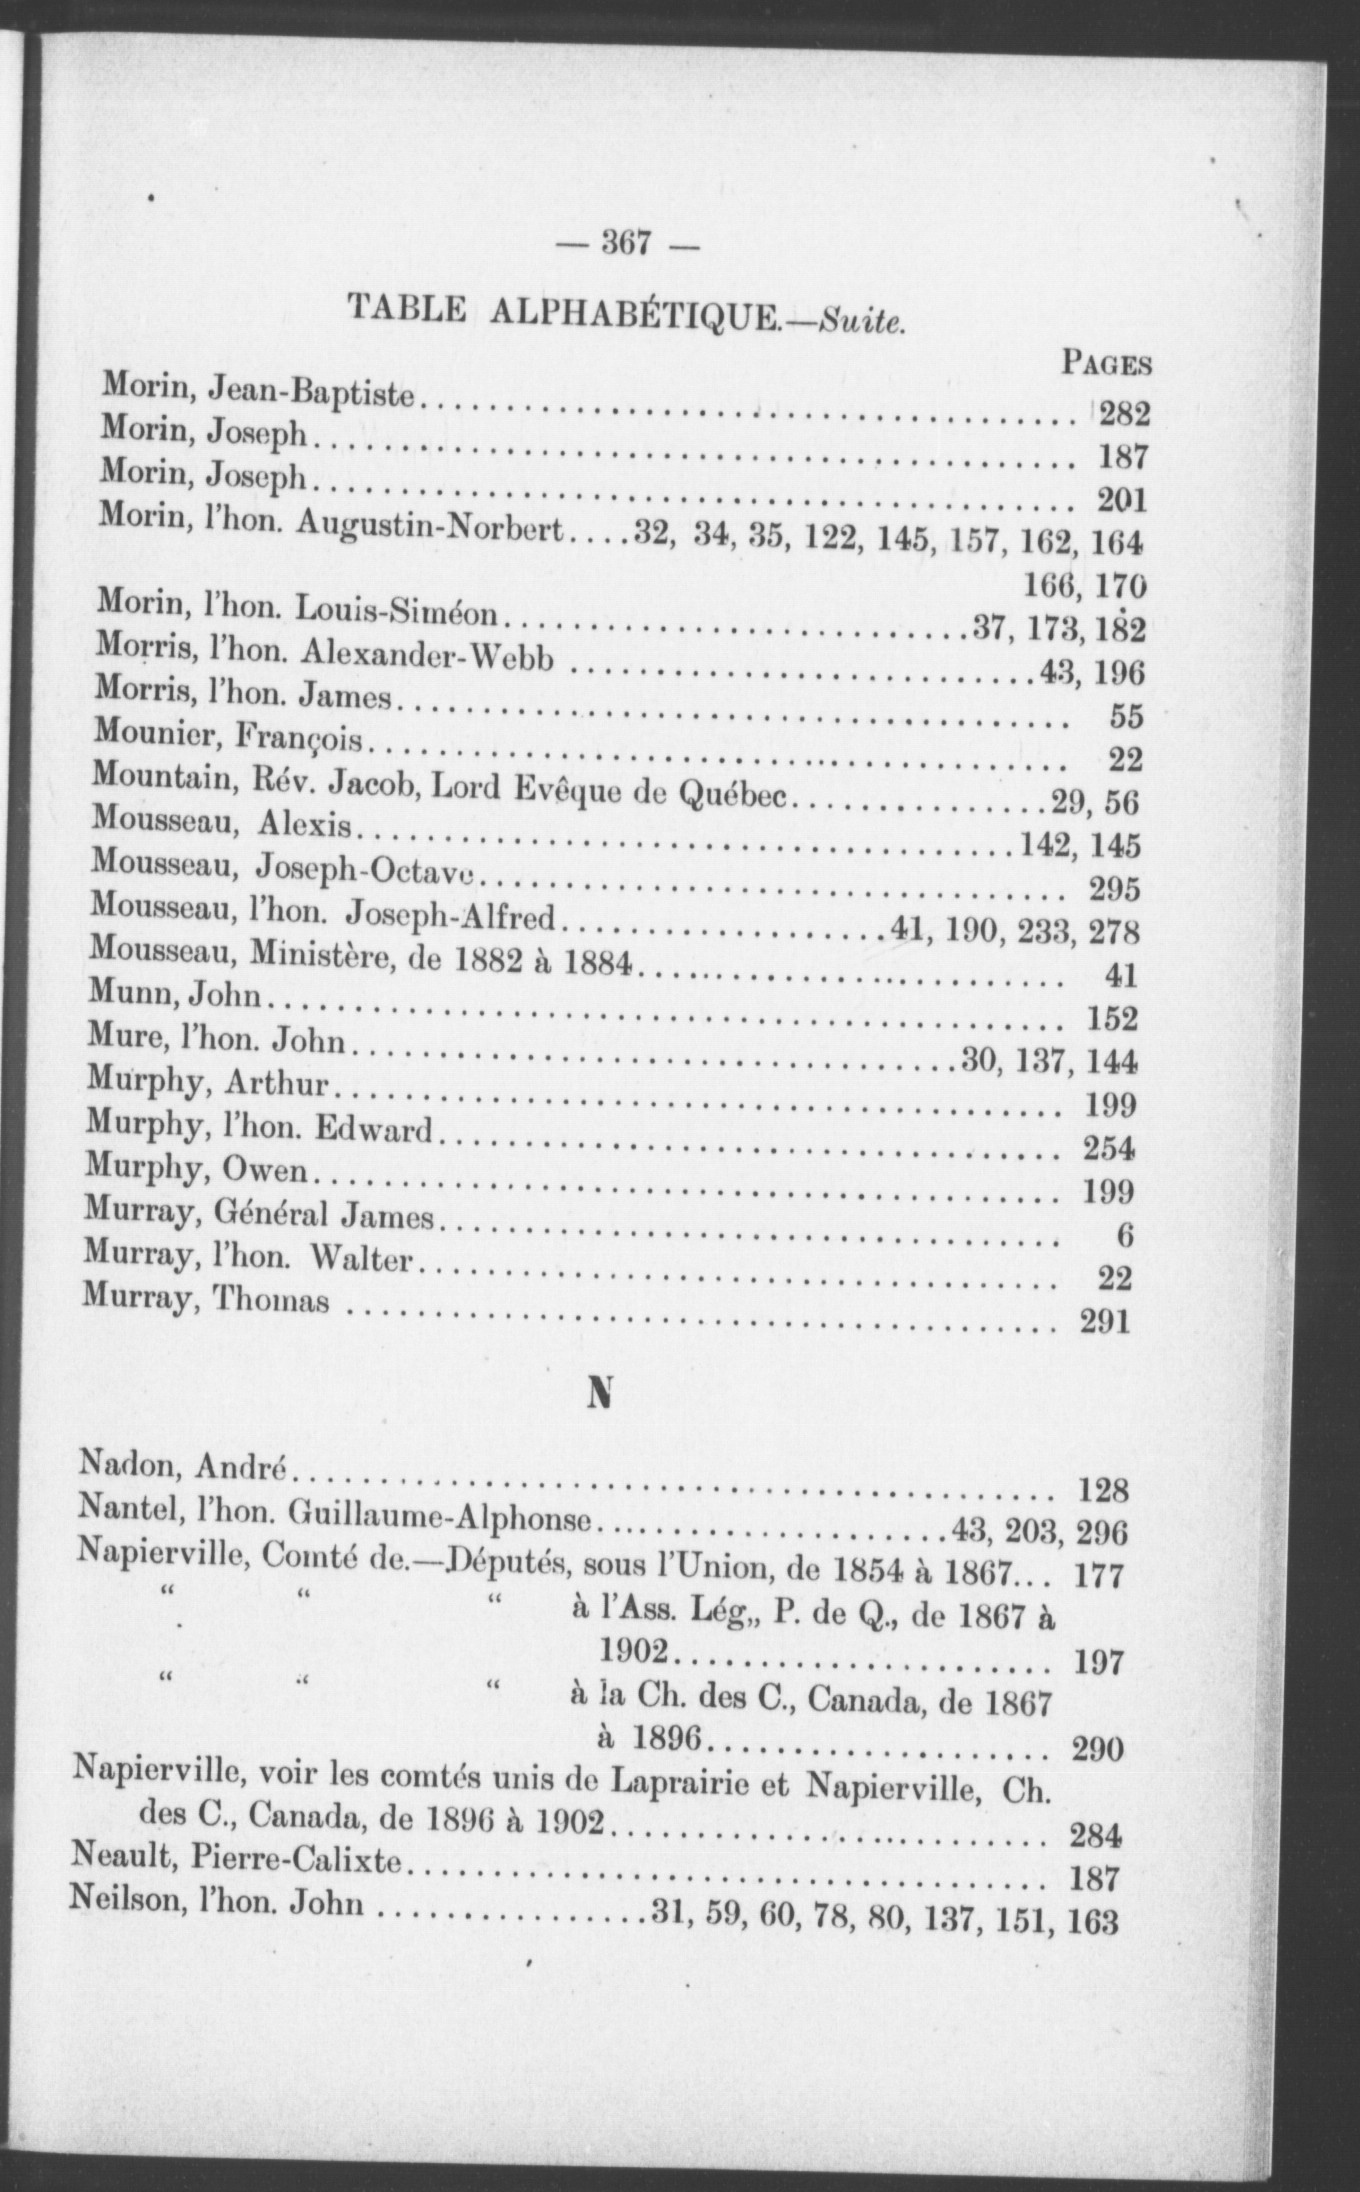 — 367 —
TABLE ALPHABÉTIQUE.—Suite.
PAGES
Morin, Jean-Baptiste........................................ 282
Morin, Joseph.............................................. 187
Morin, Joseph.............................................. 201
Morin, l'hon. Augustin-Norbert....32, 34, 35, 122, 145, 157, 162, 164
166, 170
Morin, l'hon. Louis-Siméon............................37, 173, 182
Morris, l'hon. Alexander-Webb ............................43, 196
Morris, l'hon. James........................................ 55
Mounier, François.......................................... 22
Mountain, Rév. Jacob, Lord Evêque de Québec...............29, 56
Mousseau, Alexis.......................................142, 145
Mousseau, Joseph-Octave................................... 295
Mousseau, l'hon. Joseph-Alfred...................41, 190, 233, 278
Mousseau, Ministère, de 1882 à 1884.......................... 41
Munn, John................................................ 152
Mure, l'hon. John....................................30, 137, 144
Murphy, Arthur............................................ 199
Murphy, l'hon. Edward..................................... 254
Murphy, Owen............................................. 199
Murray, Général James..................................... 6
Murray, l'hon. Walter...................................... 22
Murray, Thomas .......................................... 291
N
Nadon, André............................................. 128
Nantel, l'hon. Guillaume-Alphonse.....................43, 203, 296
Napierville, Comté de.—Députés, sous l'Union, de 1854 à 1867... 177
“ “ “ à l'Ass. Lég,, P. de Q., de 1867 à
1902....................... 197
“ “ “ à la Ch. des C., Canada, de 1867
à 1896..................... 290
Napierville, voir les comtés unis de Laprairie et Napierville, Ch.
des C., Canada, de 1896 à 1902.......................... 284
Neault, Pierre-Calixte...................................... 187
Neilson, l'hon. John ................31, 59, 60, 78, 80, 137, 151, 163